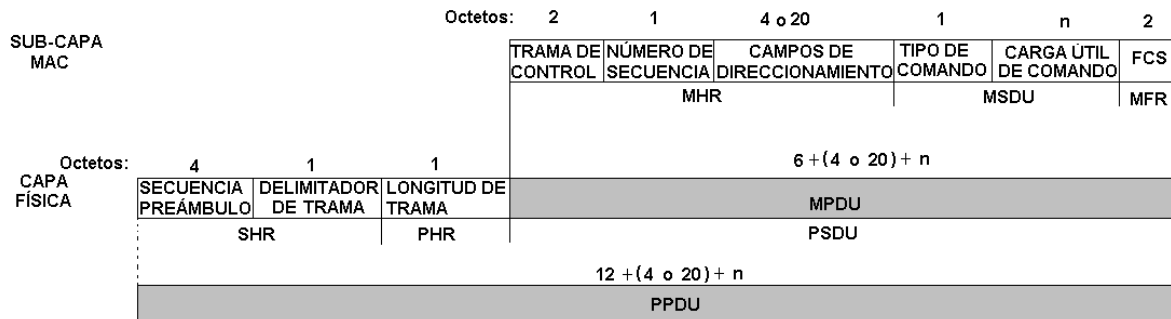 Octetos: 2 1 4 o 20 1 n 2
SUB-CAPA
MAC
TRAMA DE
CONTROL
NÚMERO DE
SECUENCIA
CAMPOS DE
DIRECCIONAMIENTO
TIPO DE
COMANDO
CARGA ÚTIL
DE COMANDO
FCS
MHR MSDU MFR
Octetos: 4 1 1 6 +(4 o 20)+ n
CAPA
FÍSICA
SECUENCIA
PREÁMBULO
DELIMITADOR
DE TRAMA
LONGITUD DE
TRAMA
MPDU
SHR PHR PSDU
12 +(4 o 20)+ n
PPDU